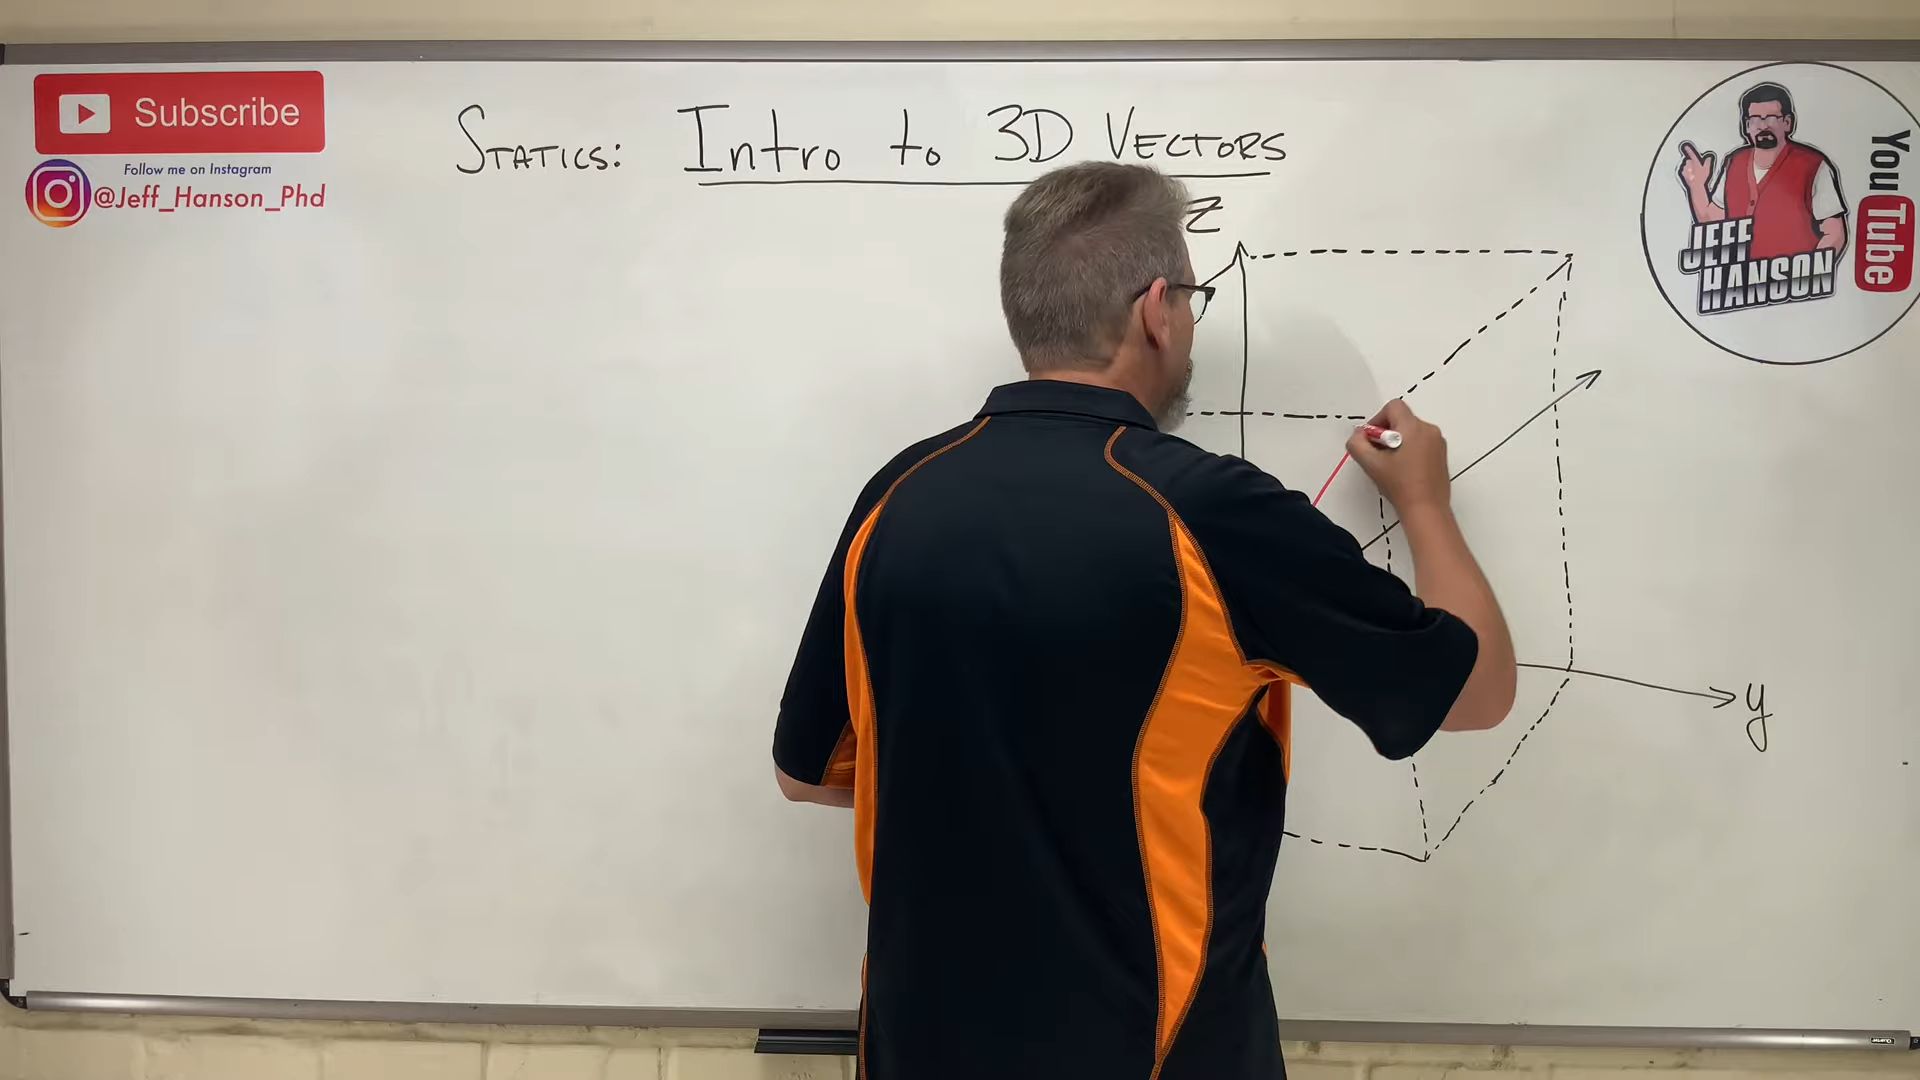 Subscribe
Follow me on Instagram
@Jeff_Hanson_Phd
STATICS: Intro to 3D VECTORS
z
y
JEFF
HANSON
YouTube